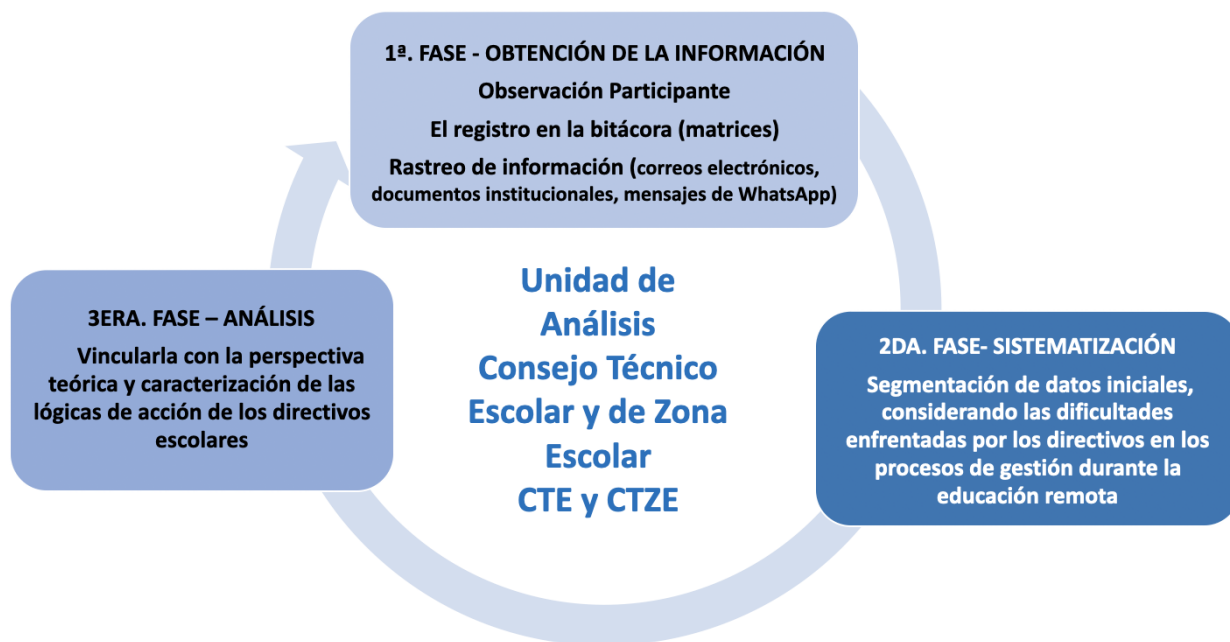 1ª. FASE - OBTENCIÓN DE LA INFORMACIÓN
Observación Participante
El registro en la bitácora (matrices)
Rastreo de información (correos electrónicos,
documentos institucionales, mensajes de WhatsApp)
Unidad de
Análisis
Consejo Técnico
Escolar y de Zona
Escolar
CTE y CTZE
2DA. FASE- SISTEMATIZACIÓN
Segmentación de datos iniciales,
considerando las dificultades
enfrentadas por los directivos en los
procesos de gestión durante la
educación remota
3ERA. FASE – ANÁLISIS
Vincularla con la perspectiva
teórica y caracterización de las
lógicas de acción de los directivos
escolares